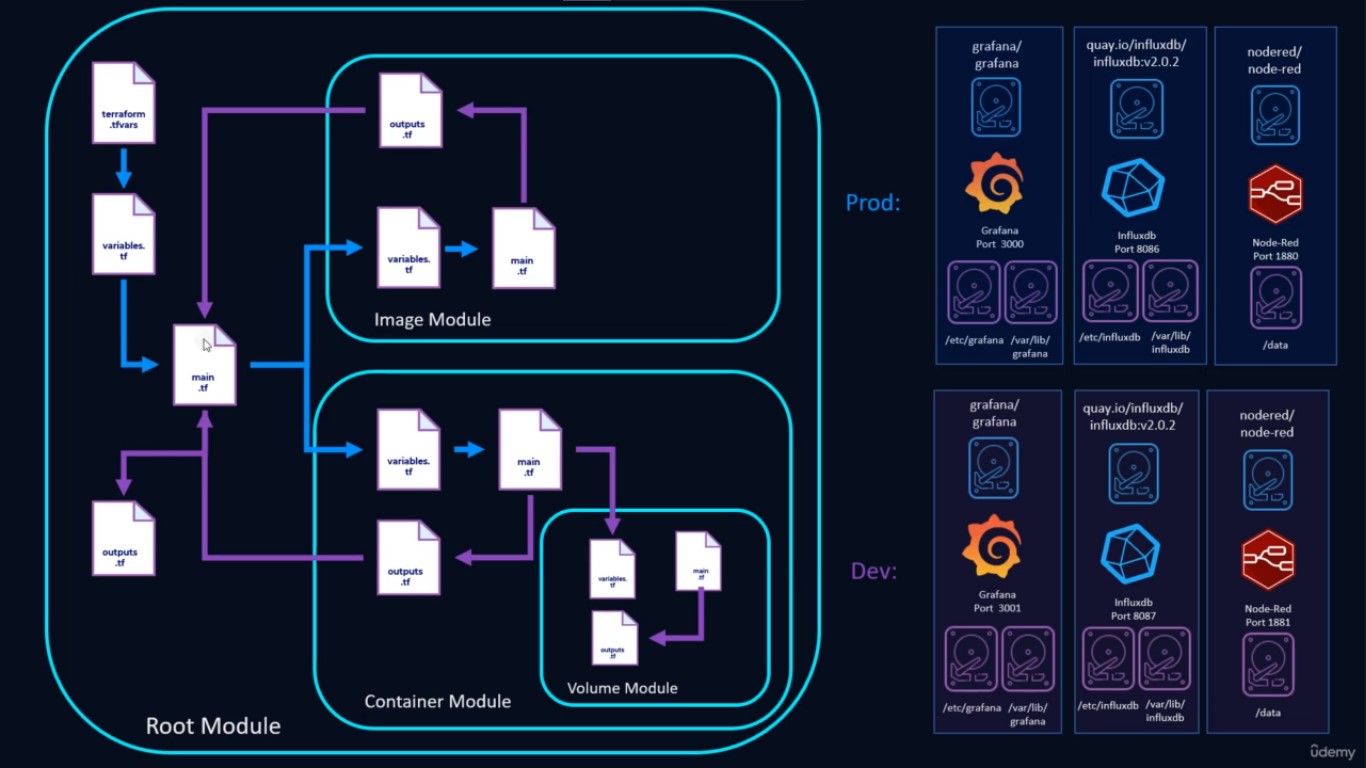 terraform
.tfvars
variables.
tf
main
.tf
outputs
.tf
Root Module
outputs
.tf
variables.
tf
main
.tf
Image Module
variables.
tf
main
.tf
outputs
.tf
Container Module
variables.
tf
main
.tf
outputs
.tf
Volume Module
Prod:
grafana/
grafana
Grafana
Port 3000
/etc/grafana
/var/lib/
grafana
quay.io/influxdb/
influxdb:v2.0.2
Influxdb
Port 8086
/etc/influxdb
/var/lib/
influxdb
nodered/
node-red
Node-Red
Port 1880
/data
Dev:
grafana/
grafana
Grafana
Port 3001
/etc/grafana
/var/lib/
grafana
quay.io/influxdb/
influxdb:v2.0.2
Influxdb
Port 8087
/etc/influxdb
/var/lib/
influxdb
nodered/
node-red
Node-Red
Port 1881
/data
ûdemy